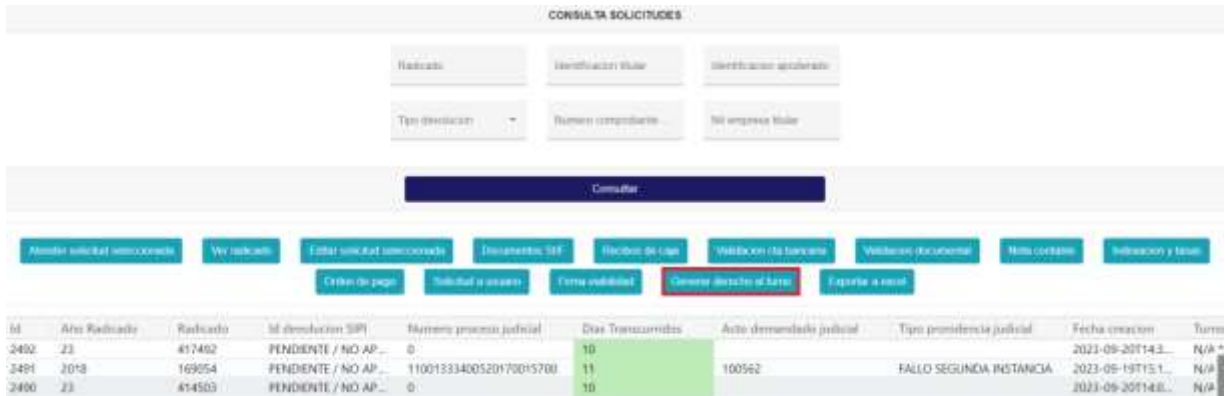 CONSULTA SOLICITUDES
Radicado Identificacion titular Identificacion apoderado
Tipo devolucion Numero comprobante ... Nit empresa titular
Consultar
Atender solicitud seleccionada Ver radicado Editar solicitud seleccionada Documentos SIIF Recibos de caja Validacion cta bancaria Validacion documental Nota contable Indexacion y tasas
Orden de pago Solicitud a usuario Firma viabilidad Generar derecho al turno Exportar a excel
Id Año Radicado Radicado Id devolucion SIPI Numero proceso judicial Dias Transcurridos Acto demandado judicial Tipo providencia judicial Fecha creacion Turno
2492 23 417492 PENDIENTE / NO AP... 0 10 2023-09-20T14:3... N/A
2491 2018 169054 PENDIENTE / NO AP... 11001333400520170015700 11 100562 FALLO SEGUNDA INSTANCIA 2023-09-19T15:1... N/A
2490 23 414503 PENDIENTE / NO AP... 0 10 2023-09-20T14:0... N/A